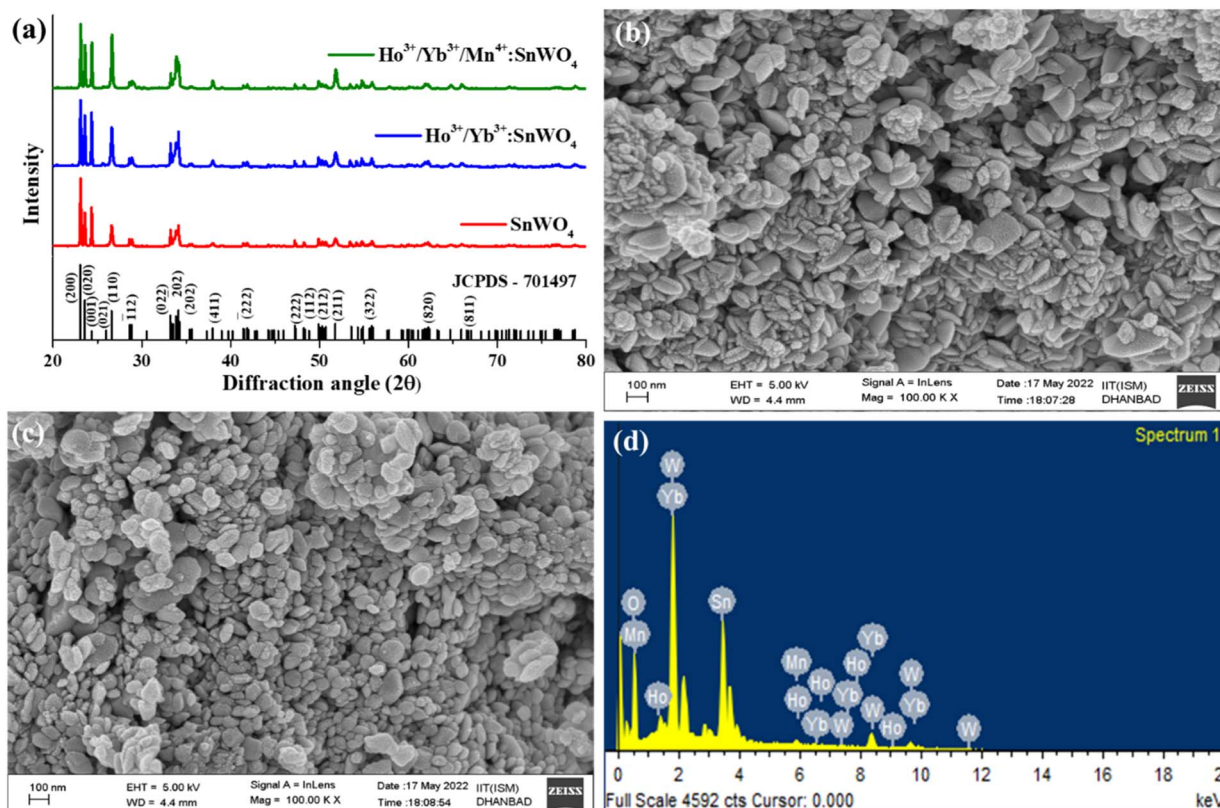 (a)
Ho³⁺/Yb³⁺/Mn⁴⁺:SnWO₄
Ho³⁺/Yb³⁺:SnWO₄
SnWO₄
JCPDS - 701497
Intensity
(200)
(020)
(001)
(021)
(110)
_112)
(022)
202)
(202)
(411)
_(222)
(222)
(112)
(212)
(211)
(322)
(820)
(811)
20 30 40 50 60 70 80
Diffraction angle (2θ)
(b)
100 nm
EHT = 5.00 kV
WD = 4.4 mm
Signal A = InLens
Mag = 100.00 K X
Date :17 May 2022
Time :18:07:28
IIT(ISM)
DHANBAD
ZEISS
(c)
100 nm
EHT = 5.00 kV
WD = 4.4 mm
Signal A = InLens
Mag = 100.00 K X
Date :17 May 2022
Time :18:08:54
IIT(ISM)
DHANBAD
ZEISS
(d)
Spectrum 1
W
Yb
O
Mn
Sn
Ho
Mn
Ho
Ho
Yb
Ho
Yb
W
Yb
W
Ho
W
Yb
W
0 2 4 6 8 10 12 14 16 18 2
Full Scale 4592 cts Cursor: 0.000
keV